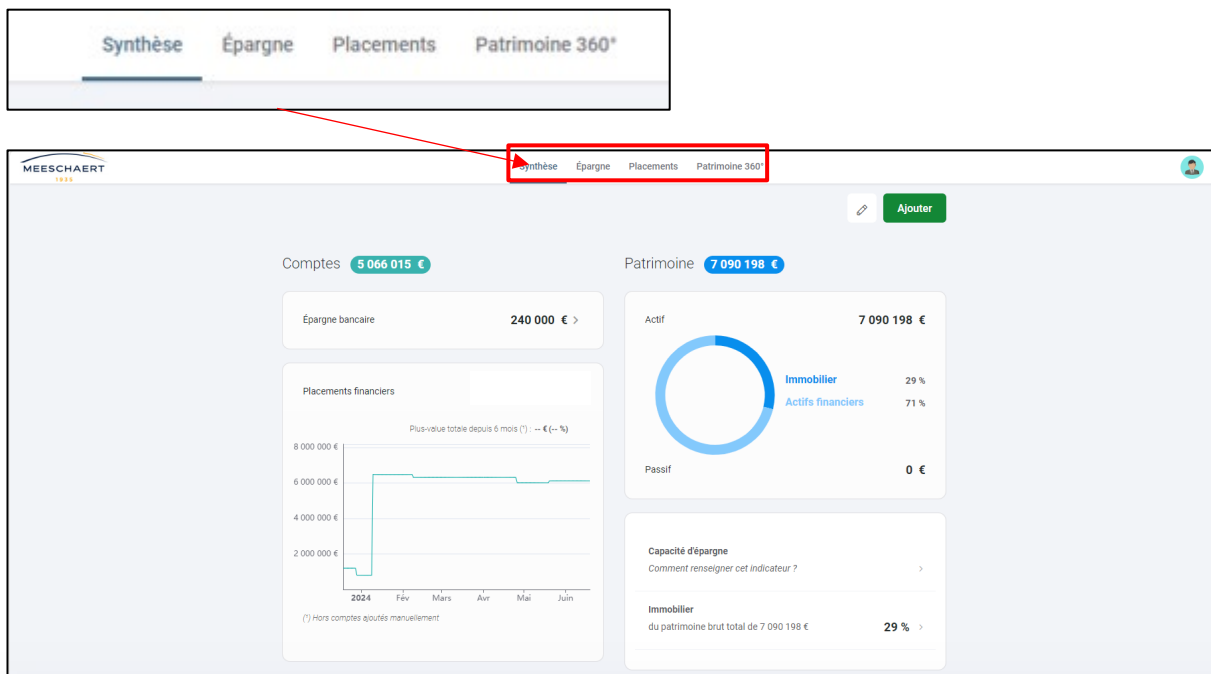 Synthèse Épargne Placements Patrimoine 360°
MEESCHAERT
1935
Synthèse Épargne Placements Patrimoine 360°
Ajouter
Comptes 5 066 015 €
Épargne bancaire 240 000 € >
Placements financiers
Plus-value totale depuis 6 mois (*) : -- € (-- %)
8 000 000 €
6 000 000 €
4 000 000 €
2 000 000 €
2024 Fév Mars Avr Mai Juin
(*) Hors comptes ajoutés manuellement
Patrimoine 7 090 198 €
Actif 7 090 198 €
Immobilier 29 %
Actifs financiers 71 %
Passif 0 €
Capacité d'épargne
Comment renseigner cet indicateur ? >
Immobilier
du patrimoine brut total de 7 090 198 € 29 % >